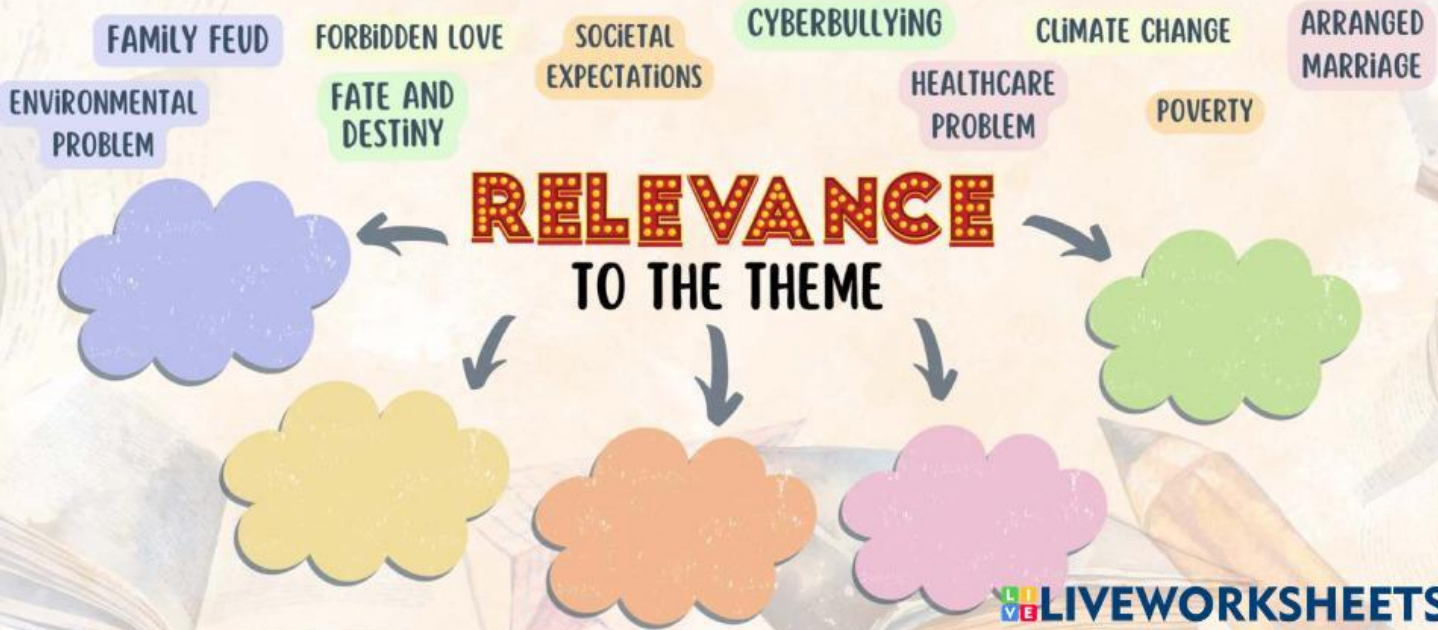 FAMiLY FEUD
FORBiDDEN LOVE
SOCiETAL
EXPECTATiONS
CYBERBULLYiNG
CLiMATE CHANGE
ARRANGED
MARRiAGE
ENViRONMENTAL
PROBLEM
FATE AND
DESTiNY
HEALTHCARE
PROBLEM
POVERTY
RELEVANCE
TO THE THEME
LIVE LIVEWORKSHEETS